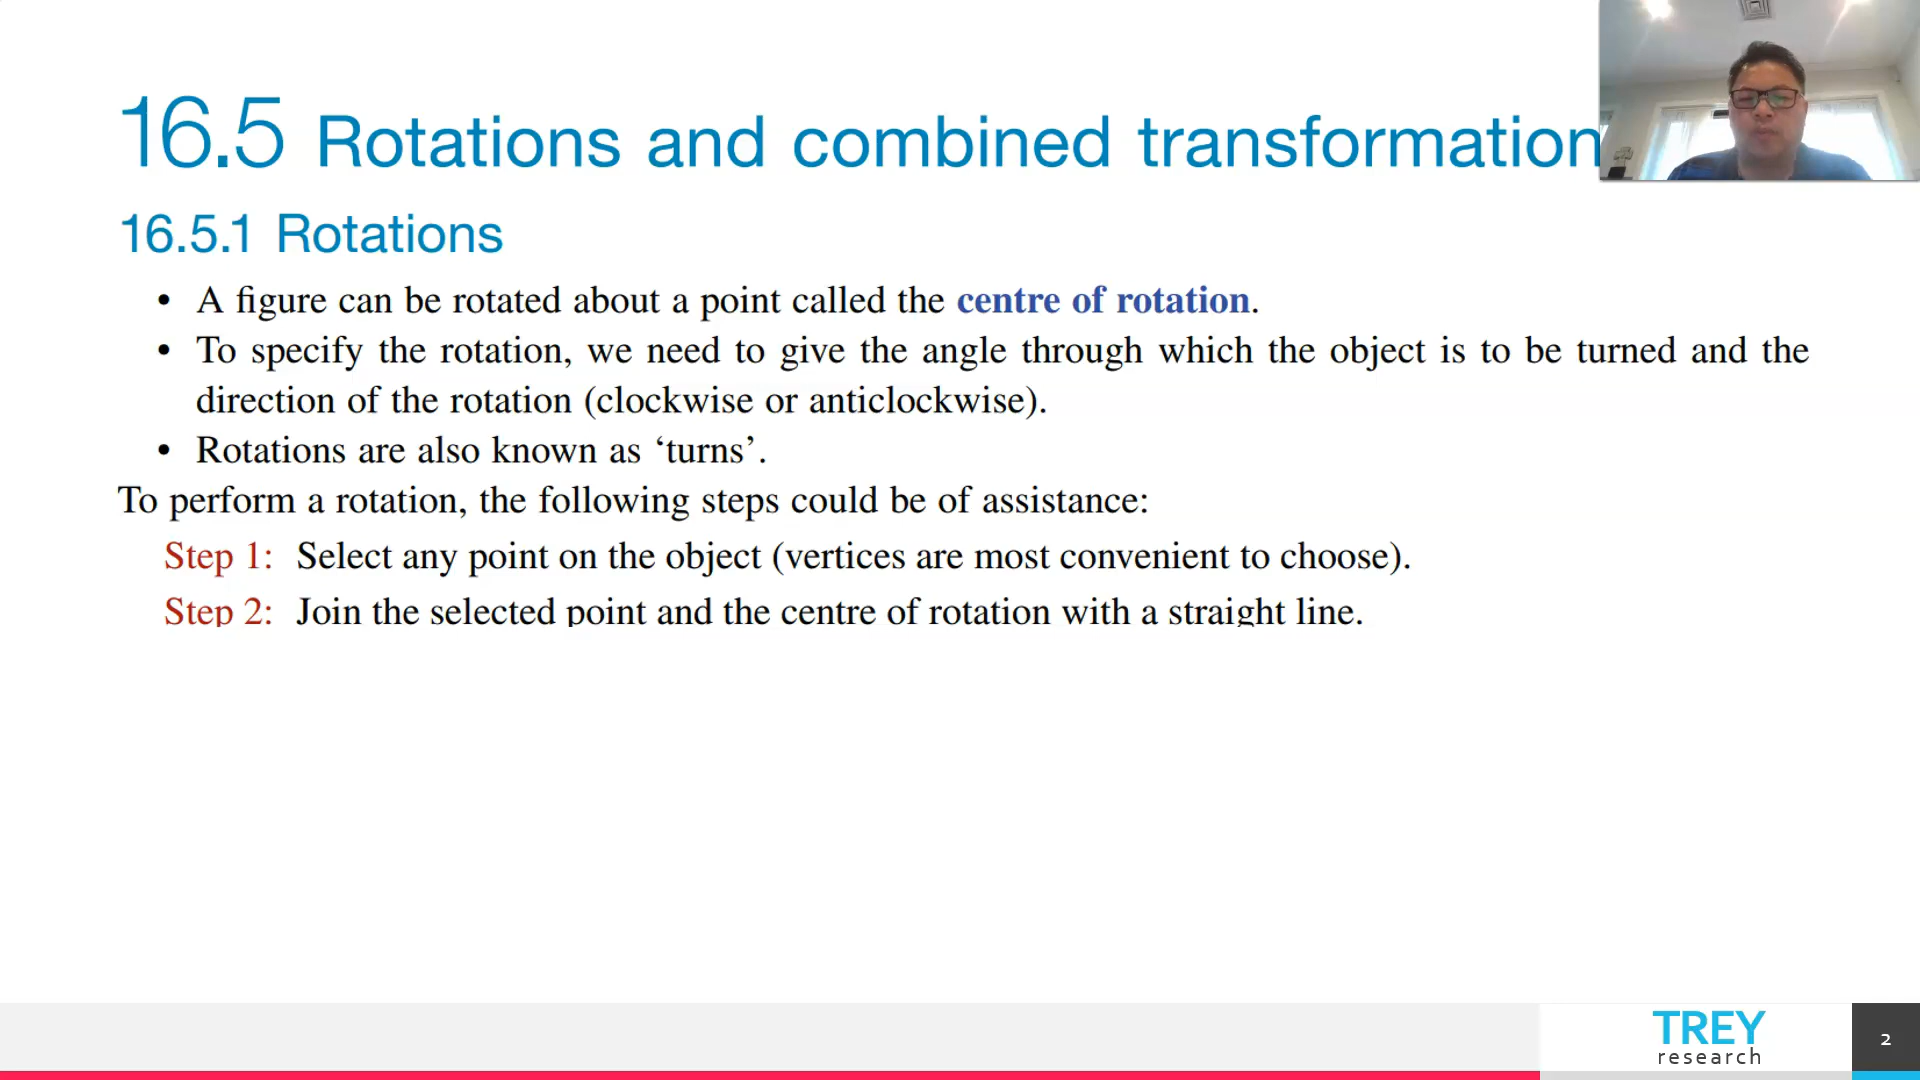 16.5 Rotations and combined transformation
16.5.1 Rotations
• A figure can be rotated about a point called the centre of rotation.
• To specify the rotation, we need to give the angle through which the object is to be turned and the
direction of the rotation (clockwise or anticlockwise).
• Rotations are also known as ‘turns’.
To perform a rotation, the following steps could be of assistance:
Step 1: Select any point on the object (vertices are most convenient to choose).
Step 2: Join the selected point and the centre of rotation with a straight line.
TREY
research
2